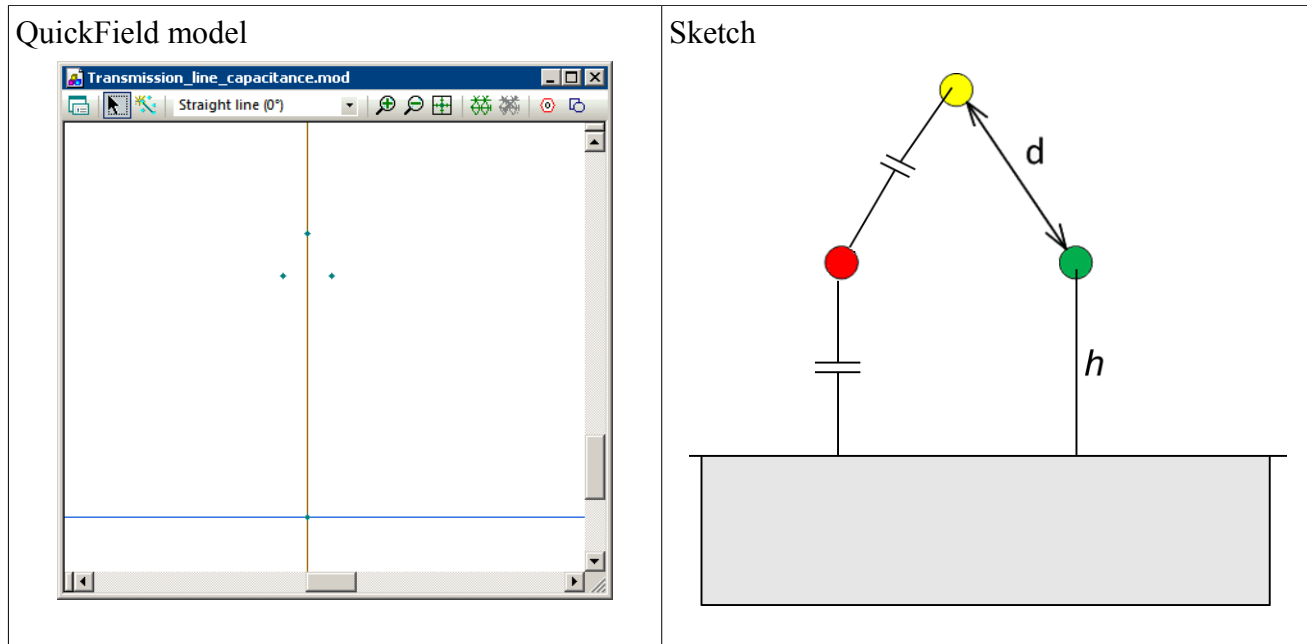 QuickField model
Transmission_line_capacitance.mod
Straight line (0°)
Sketch
d
h